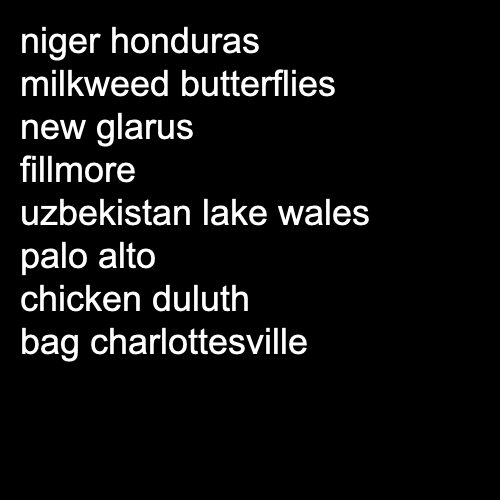 niger honduras
milkweed butterflies
new glarus
fillmore
uzbekistan lake wales
palo alto
chicken duluth
bag charlottesville